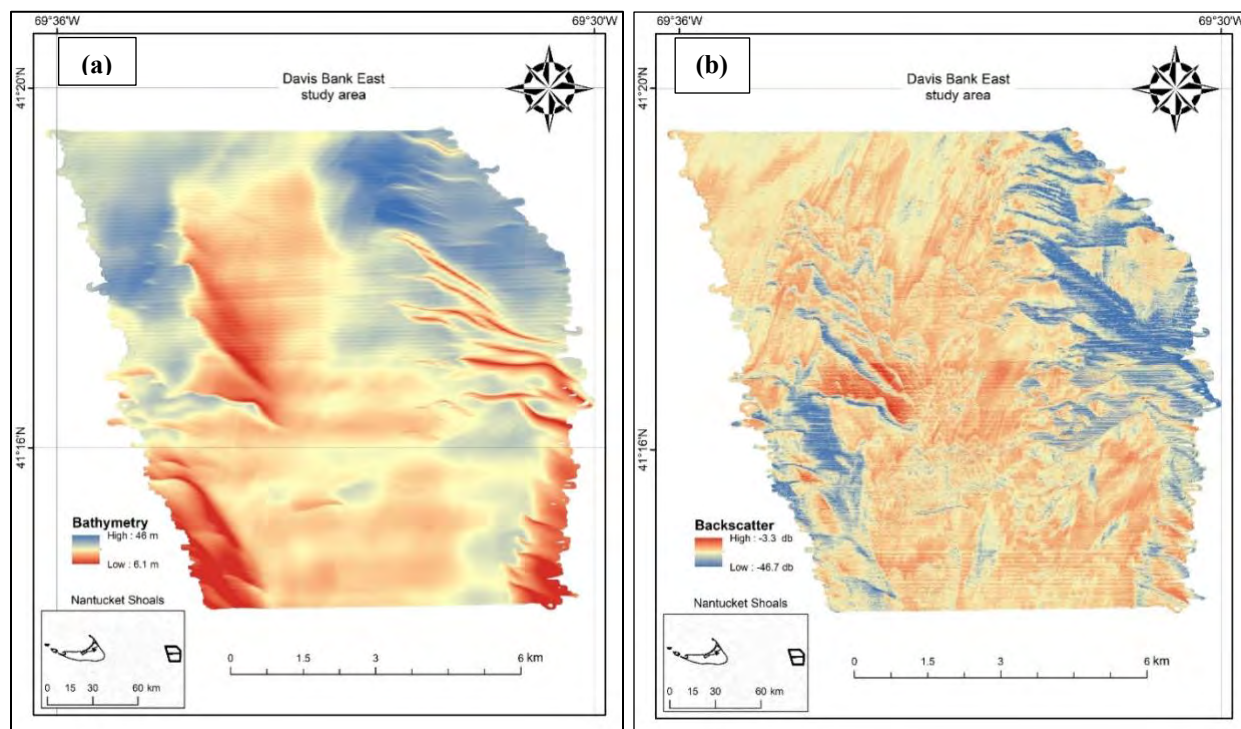 69°36'W
69°30'W
(a)
Davis Bank East
study area
41°20'N
41°16'N
Bathymetry
High : 46 m
Low : 6.1 m
Nantucket Shoals
0 15 30 60 km
0 1.5 3 6 km
69°36'W
69°30'W
(b)
Davis Bank East
study area
41°20'N
41°16'N
Backscatter
High : -3.3 db
Low : -46.7 db
Nantucket Shoals
0 15 30 60 km
0 1.5 3 6 km